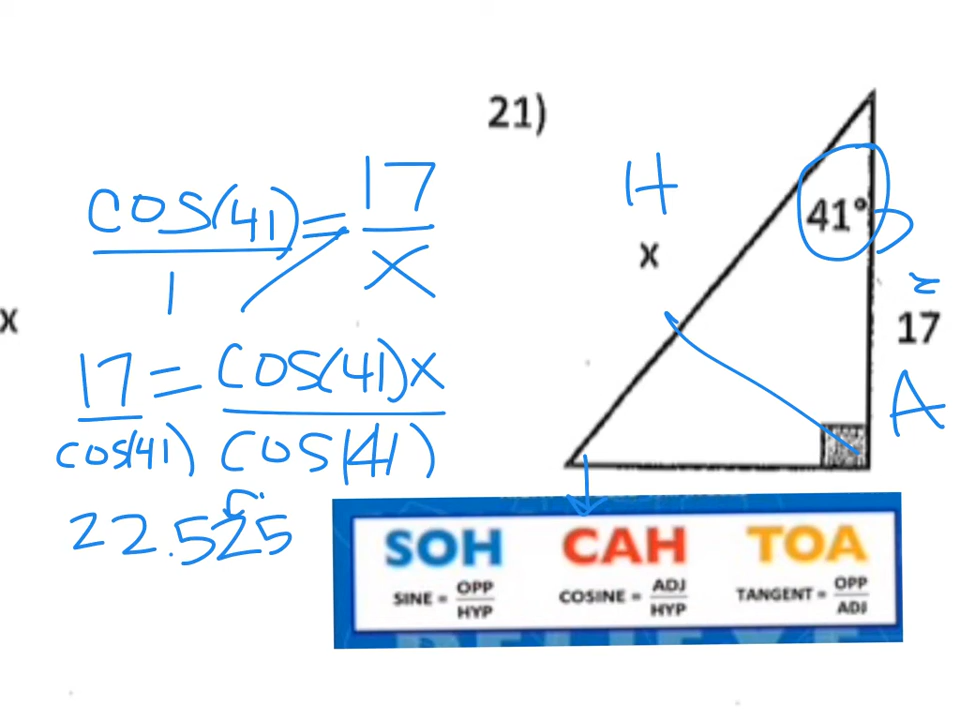 21)
cos(41) = 17
1 x
H
41°
x
x
17
A
17 = cos(41)x
cos(41) cos(41)
22.525
SOH CAH TOA
SINE = OPP/HYP COSINE = ADJ/HYP TANGENT = OPP/ADJ